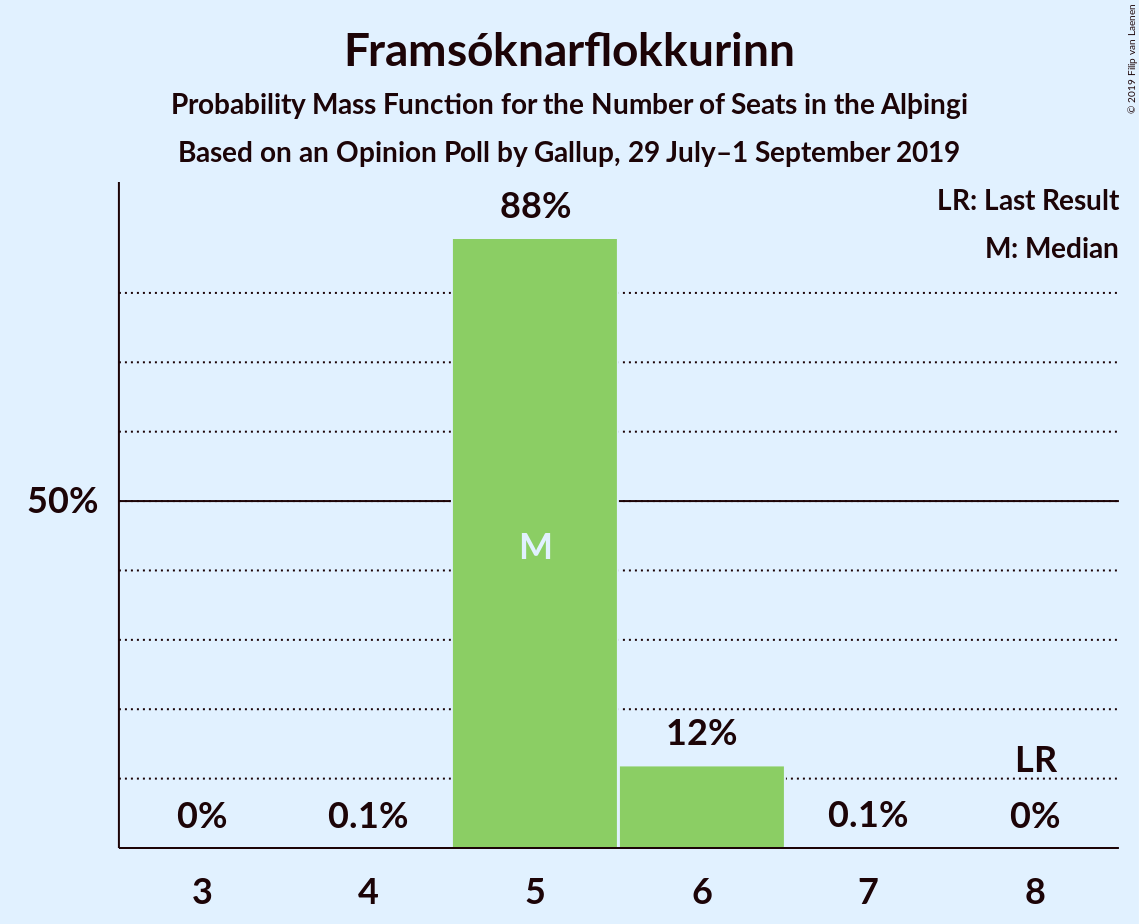 Framsóknarflokkurinn
Probability Mass Function for the Number of Seats in the Alþingi
Based on an Opinion Poll by Gallup, 29 July–1 September 2019
© 2019 Filip van Laenen
LR: Last Result
M: Median
88%
50%
M
12%
LR
0%
0.1%
0.1%
0%
3
4
5
6
7
8